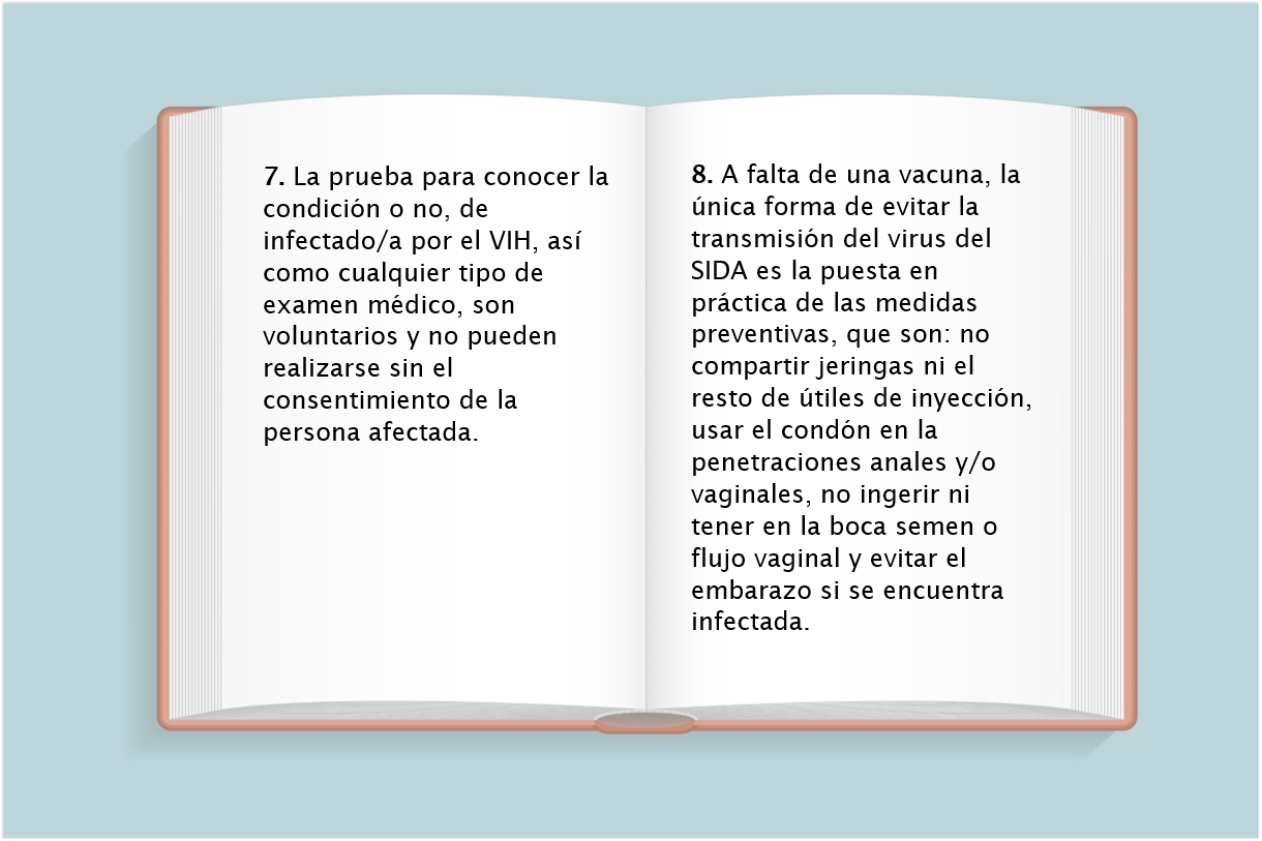 7. La prueba para conocer la
condición o no, de
infectado/a por el VIH, así
como cualquier tipo de
examen médico, son
voluntarios y no pueden
realizarse sin el
consentimiento de la
persona afectada.
8. A falta de una vacuna, la
única forma de evitar la
transmisión del virus del
SIDA es la puesta en
práctica de las medidas
preventivas, que son: no
compartir jeringas ni el
resto de útiles de inyección,
usar el condón en la
penetraciones anales y/o
vaginales, no ingerir ni
tener en la boca semen o
flujo vaginal y evitar el
embarazo si se encuentra
infectada.